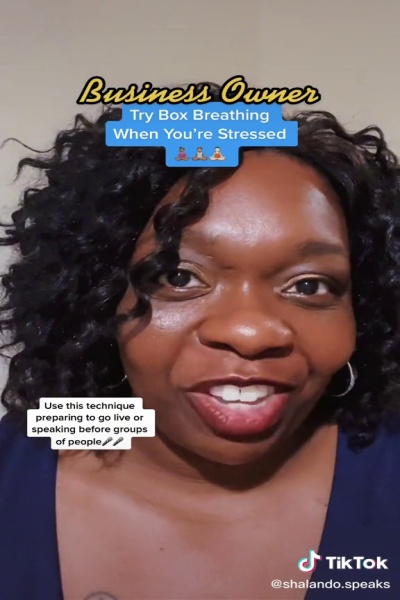 Business Owner
Try Box Breathing
When You're Stressed
🧘🏿‍♀️🧘🏽‍♀️🧘🏻‍♀️
Use this technique
preparing to go live or
speaking before groups
of people🎤🎤
TikTok
@shalando.speaks